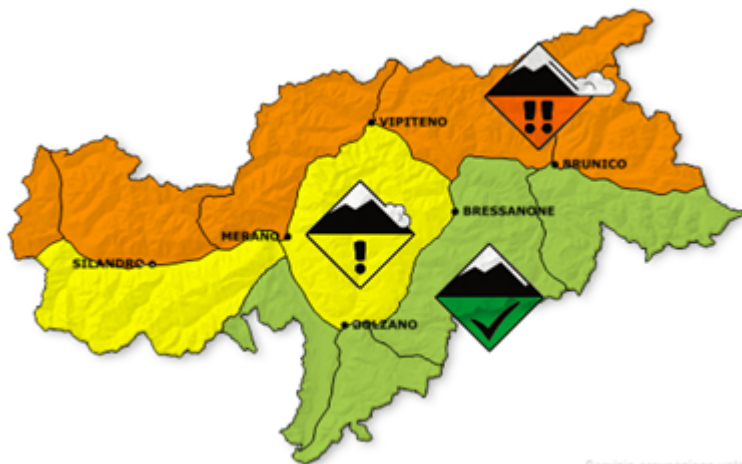 VIPITENO
BRUNICO
BRESSANONE
MERANO
SILANDRO
BOLZANO